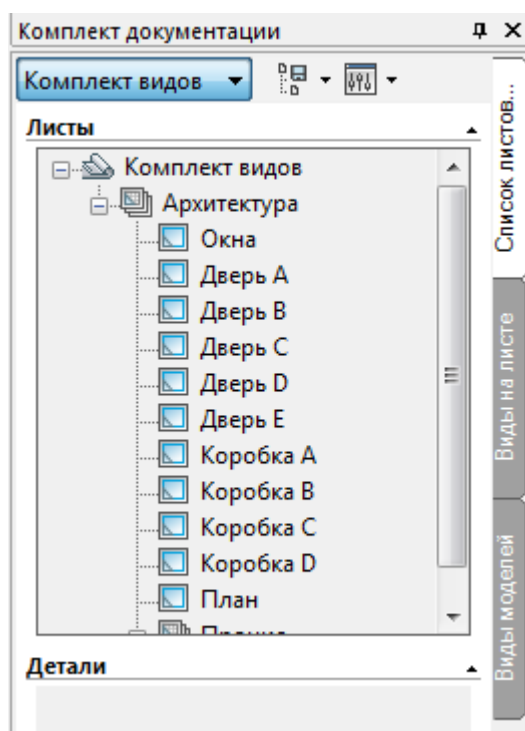 Комплект документации
Комплект видов
Листы
Комплект видов
Архитектура
Окна
Дверь A
Дверь B
Дверь C
Дверь D
Дверь E
Коробка A
Коробка B
Коробка C
Коробка D
План
Детали
Список листов...
Виды на листе
Виды моделей